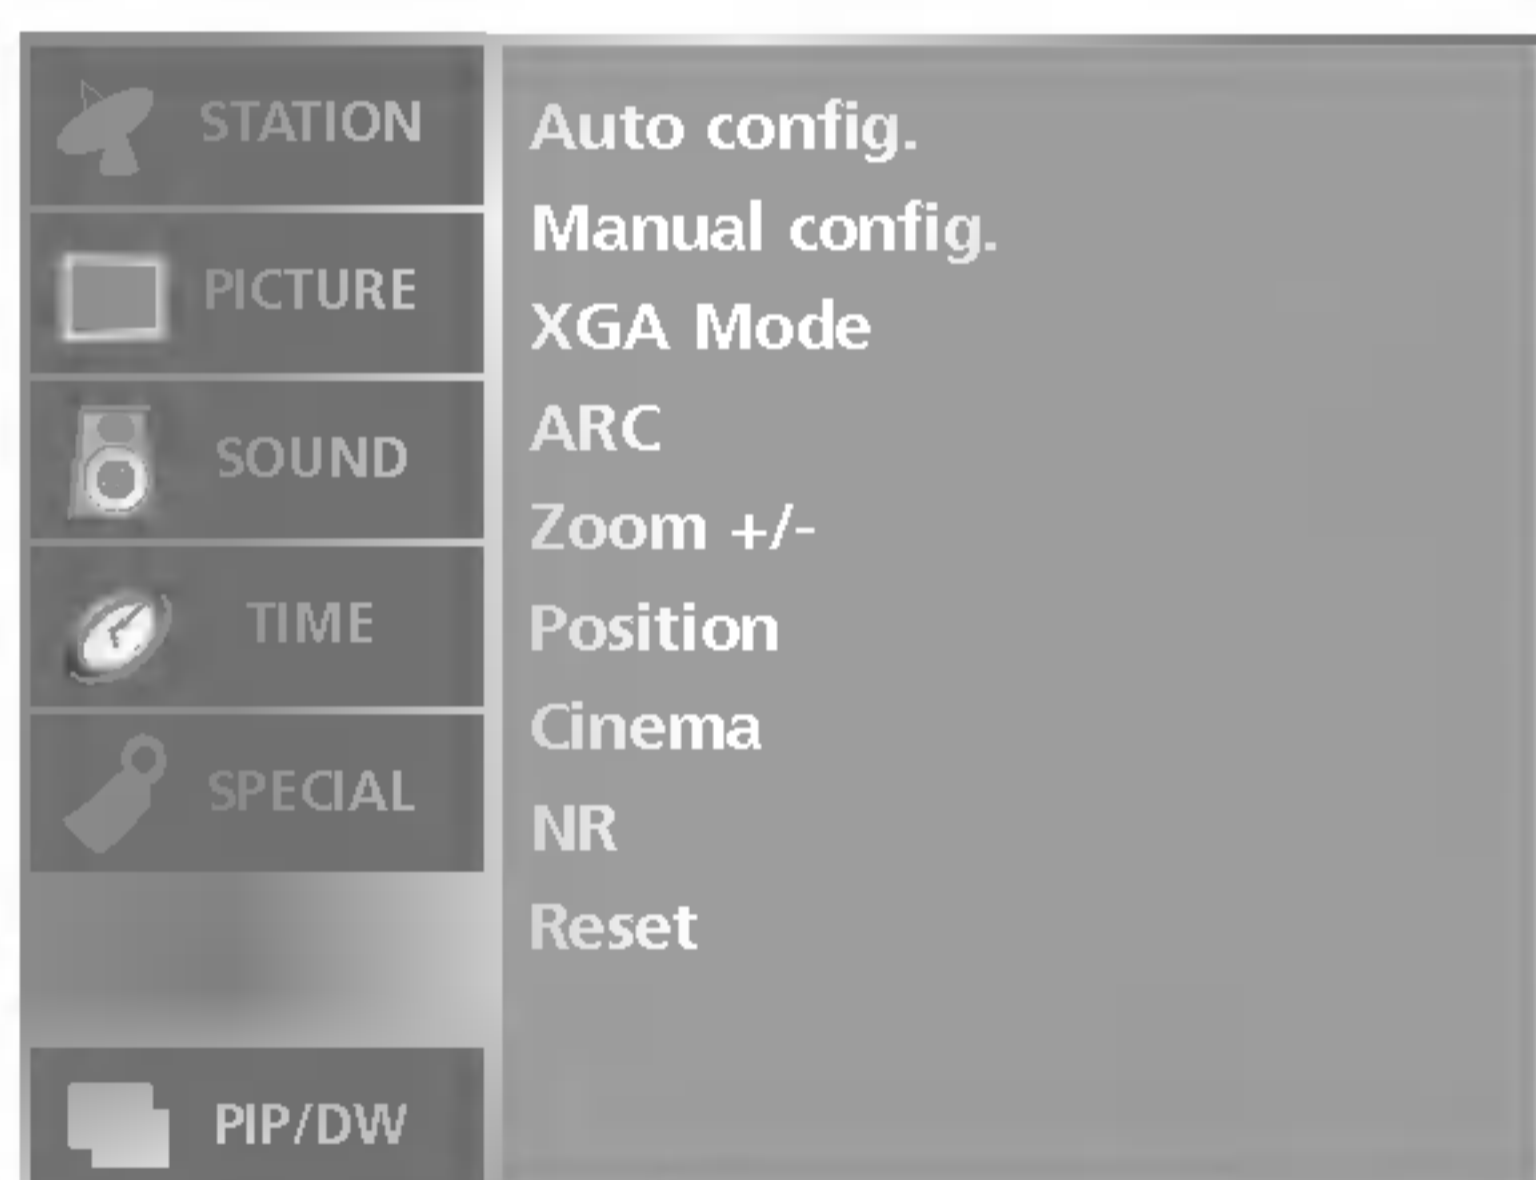 STATION
PICTURE
SOUND
TIME
SPECIAL
PIP/DW
Auto config.
Manual config.
XGA Mode
ARC
Zoom +/-
Position
Cinema
NR
Reset